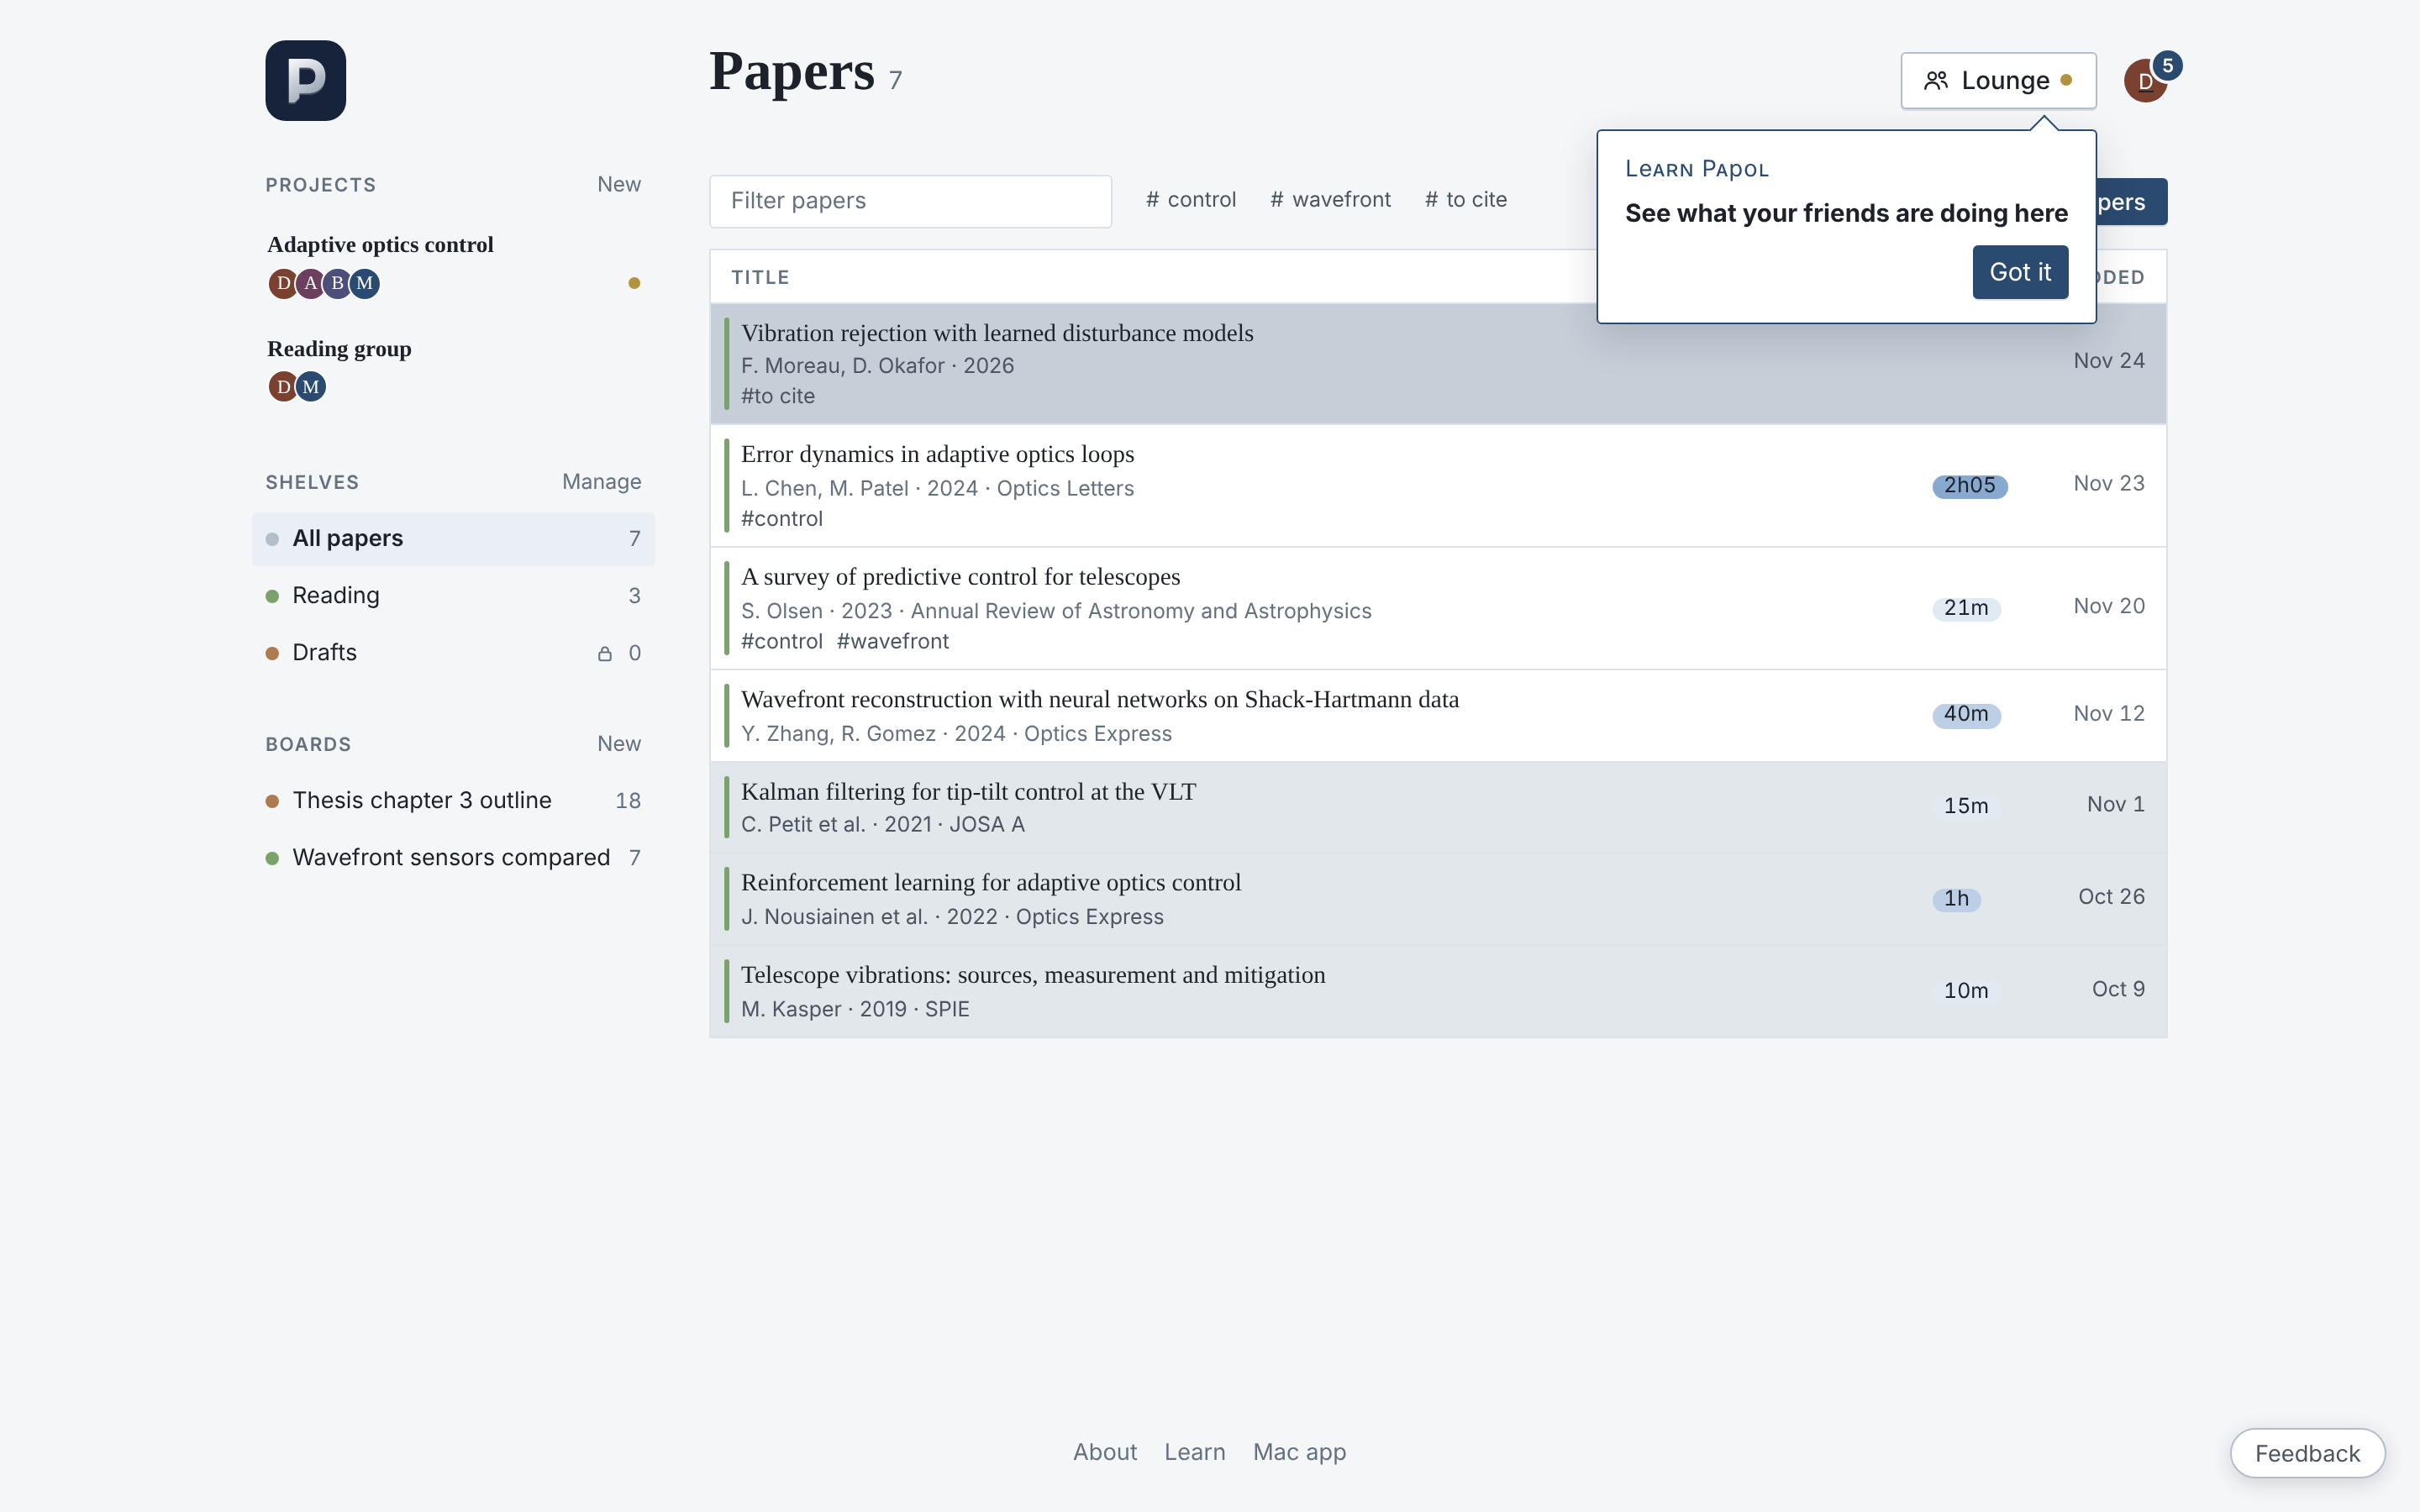 P
Papers 7
Lounge
D 5
PROJECTS New
Adaptive optics control
D A B M
Reading group
D M
SHELVES Manage
All papers 7
Reading 3
Drafts 0
BOARDS New
Thesis chapter 3 outline 18
Wavefront sensors compared 7
Filter papers
# control # wavefront # to cite
Learn Papol
See what your friends are doing here
Got it
TITLE
Vibration rejection with learned disturbance models
F. Moreau, D. Okafor · 2026
#to cite
Nov 24
Error dynamics in adaptive optics loops
L. Chen, M. Patel · 2024 · Optics Letters
#control
2h05 Nov 23
A survey of predictive control for telescopes
S. Olsen · 2023 · Annual Review of Astronomy and Astrophysics
#control #wavefront
21m Nov 20
Wavefront reconstruction with neural networks on Shack-Hartmann data
Y. Zhang, R. Gomez · 2024 · Optics Express
40m Nov 12
Kalman filtering for tip-tilt control at the VLT
C. Petit et al. · 2021 · JOSA A
15m Nov 1
Reinforcement learning for adaptive optics control
J. Nousiainen et al. · 2022 · Optics Express
1h Oct 26
Telescope vibrations: sources, measurement and mitigation
M. Kasper · 2019 · SPIE
10m Oct 9
About Learn Mac app
Feedback